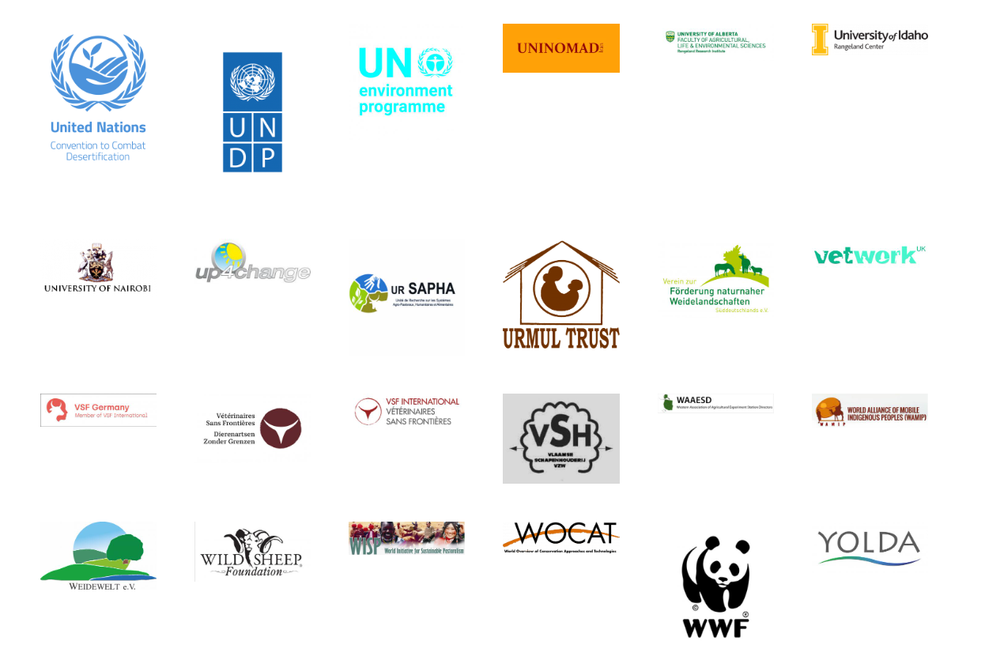 United Nations
Convention to Combat
Desertification
U N
D P
UN
environment
programme
UNINOMAD
UNIVERSITY OF ALBERTA
FACULTY OF AGRICULTURAL,
LIFE & ENVIRONMENTAL SCIENCES
Rangeland Research Institute
I
University of Idaho
Rangeland Center
UNIVERSITY OF NAIROBI
up4change
UR SAPHA
Unité de Recherche sur les Systèmes
Agro-Pastoraux, Humanitaires et Alimentaires
URMUL TRUST
Verein zur
Förderung naturnaher
Weidelandschaften
Süddeutschlands e.V.
vetwork UK
VSF Germany
Member of VSF International
Vétérinaires
Sans Frontières
Dierenartsen
Zonder Grenzen
VSF INTERNATIONAL
VÉTÉRINAIRES
SANS FRONTIÈRES
VSH
VLAAMSE
SCHAPENHOUDERIJ
VZW
WAAESD
Western Association of Agricultural Experiment Station Directors
WORLD ALLIANCE OF MOBILE
INDIGENOUS PEOPLES (WAMIP)
WAMIP
WEIDEWELT e.V.
WILD SHEEP®
Foundation
WISP World Initiative for Sustainable Pastoralism
WOCAT
World Overview of Conservation Approaches and Technologies
© ®
WWF
YOLDA